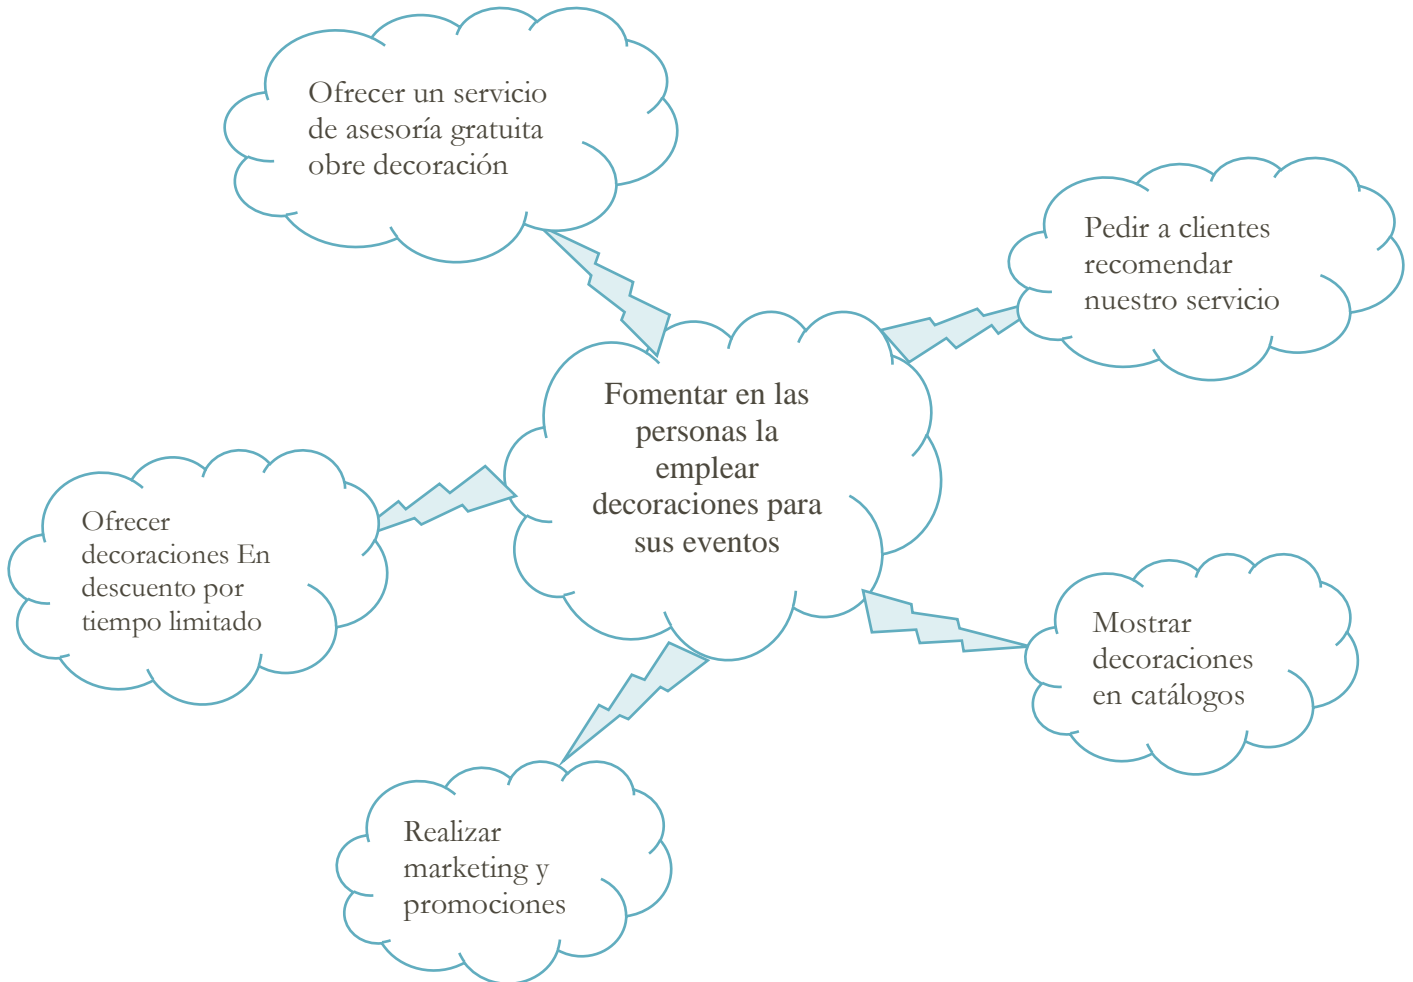 Ofrecer un servicio
de asesoría gratuita
obre decoración
Pedir a clientes
recomendar
nuestro servicio
Fomentar en las
personas la
emplear
decoraciones para
sus eventos
Ofrecer
decoraciones En
descuento por
tiempo limitado
Mostrar
decoraciones
en catálogos
Realizar
marketing y
promociones